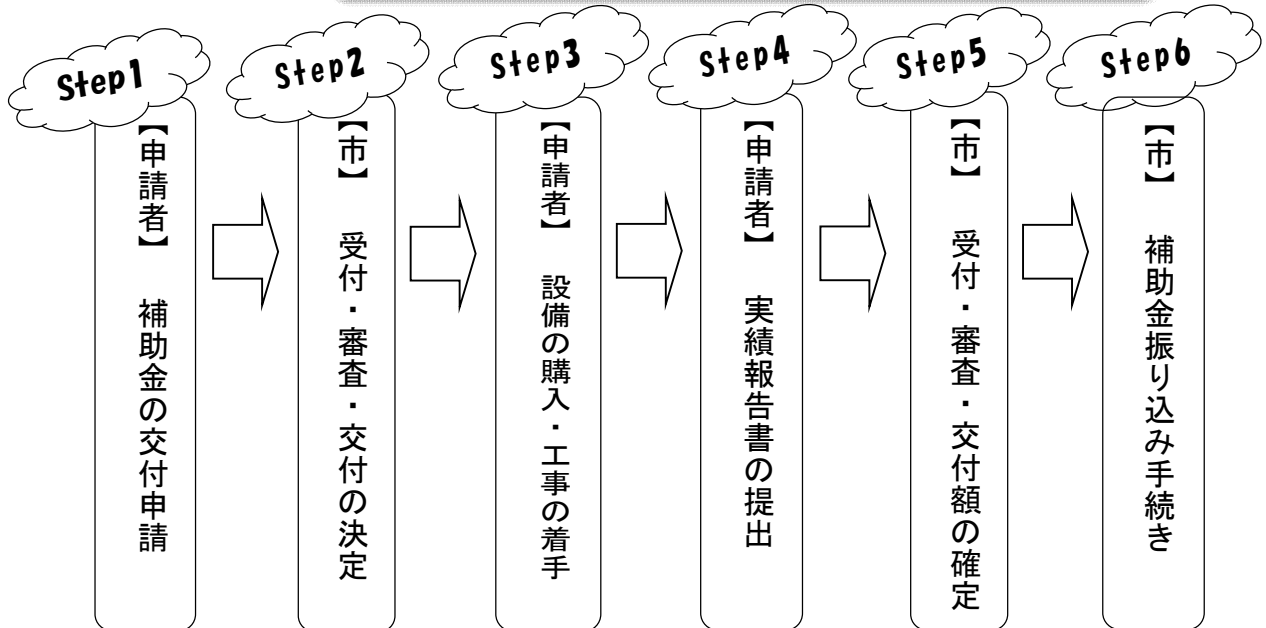 Step1
【申請者】 補助金の交付申請
Step2
【市】 受付・審査・交付の決定
Step3
【申請者】 設備の購入・工事の着手
Step4
【申請者】 実績報告書の提出
Step5
【市】 受付・審査・交付額の確定
Step6
【市】 補助金振り込み手続き